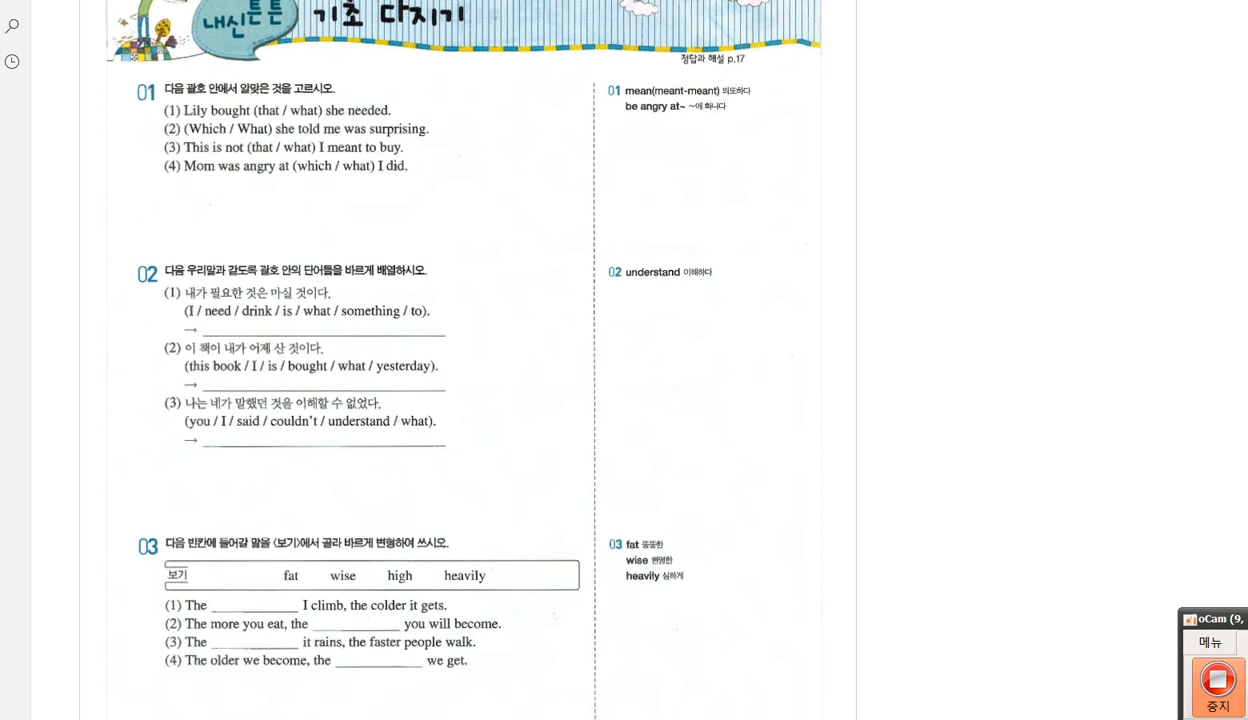 내신튼튼 기초 다지기
정답과 해설 p.17
01 다음 괄호 안에서 알맞은 것을 고르시오.
(1) Lily bought (that / what) she needed.
(2) (Which / What) she told me was surprising.
(3) This is not (that / what) I meant to buy.
(4) Mom was angry at (which / what) I did.
01 mean(meant-meant) 의도하다
be angry at~ ~에 화나다
02 다음 우리말과 같도록 괄호 안의 단어들을 바르게 배열하시오.
(1) 내가 필요한 것은 마실 것이다.
(I / need / drink / is / what / something / to).
→
(2) 이 책이 내가 어제 산 것이다.
(this book / I / is / bought / what / yesterday).
→
(3) 나는 네가 말했던 것을 이해할 수 없었다.
(you / I / said / couldn't / understand / what).
→
02 understand 이해하다
03 다음 빈칸에 들어갈 말을 〈보기〉에서 골라 바르게 변형하여 쓰시오.
보기 fat wise high heavily
(1) The ____________ I climb, the colder it gets.
(2) The more you eat, the ____________ you will become.
(3) The ____________ it rains, the faster people walk.
(4) The older we become, the ____________ we get.
03 fat 뚱뚱한
wise 현명한
heavily 심하게
oCam (9,
메뉴
중지